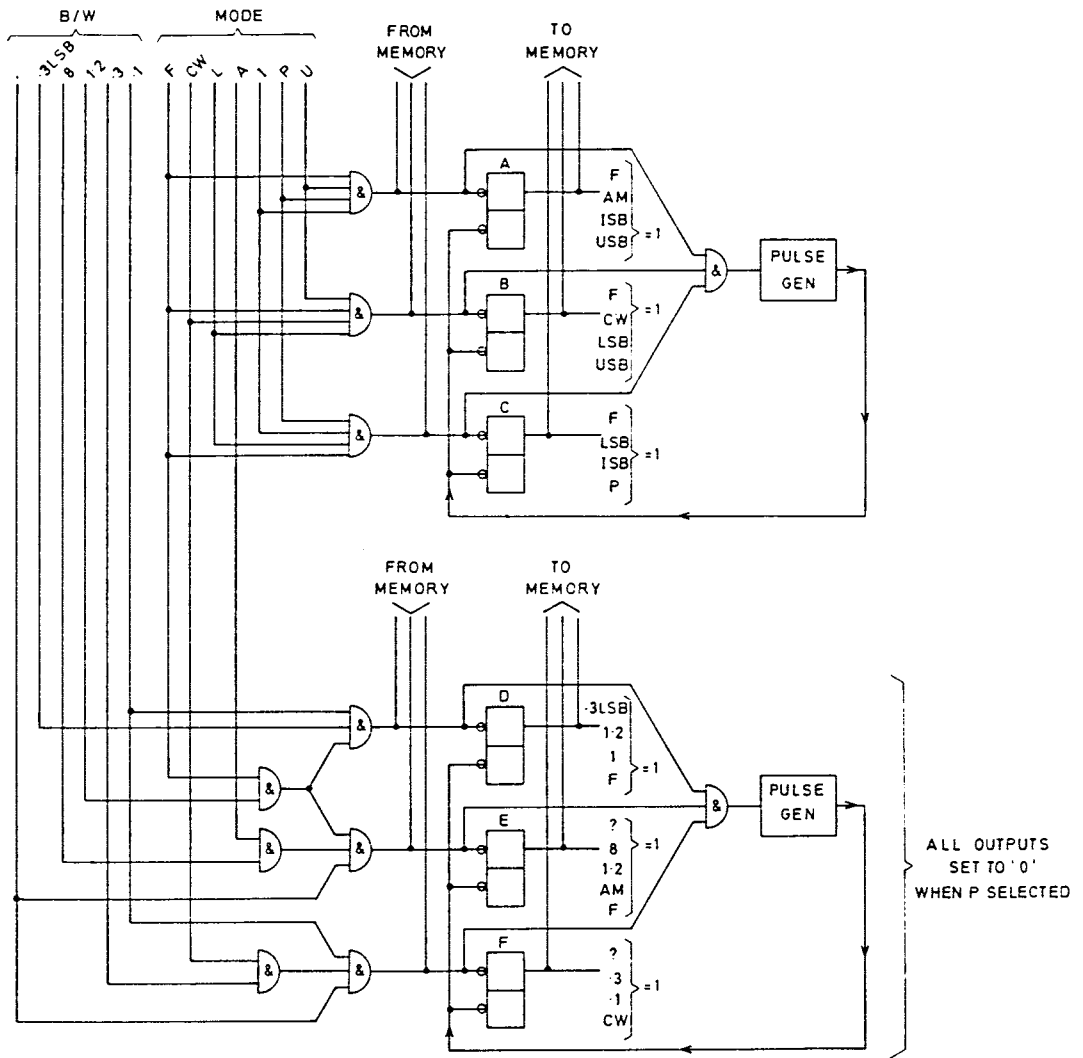 B/W
MODE
FROM MEMORY
TO MEMORY
·3LSB
8
1·2
·3
·1
F
CW
L
A
1
P
U
&
A
F
AM
ISB
USB
=1
&
PULSE GEN
&
B
F
CW
LSB
USB
=1
&
C
F
LSB
ISB
P
=1
FROM MEMORY
TO MEMORY
&
D
·3LSB
1·2
1
F
=1
&
&
PULSE GEN
&
&
E
?
8
1·2
AM
F
=1
ALL OUTPUTS
SET TO '0'
WHEN P SELECTED
&
&
F
?
·3
·1
CW
=1